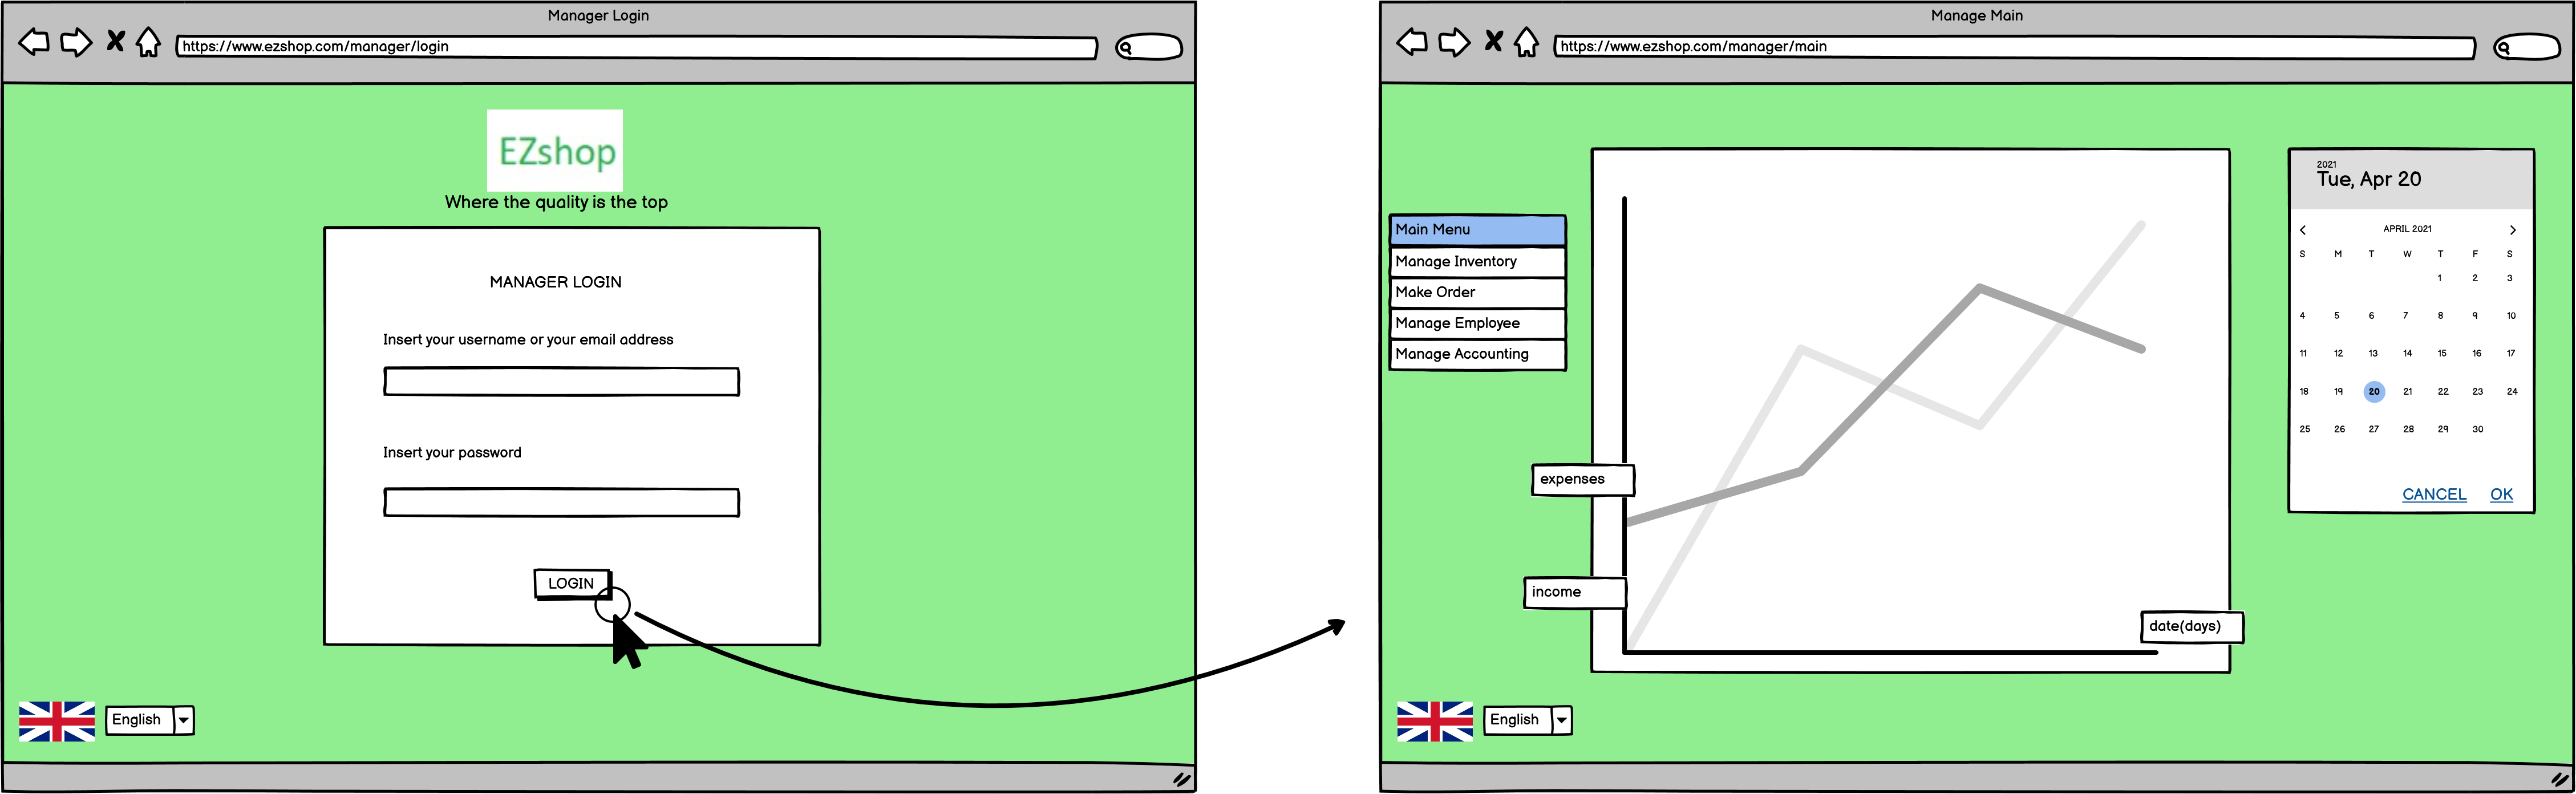 Manager Login
https://www.ezshop.com/manager/login
EZshop
Where the quality is the top
MANAGER LOGIN
Insert your username or your email address
Insert your password
LOGIN
English
Manage Main
https://www.ezshop.com/manager/main
Main Menu
Manage Inventory
Make Order
Manage Employee
Manage Accounting
expenses
income
date(days)
2021
Tue, Apr 20
APRIL 2021
S M T W T F S
1 2 3
4 5 6 7 8 9 10
11 12 13 14 15 16 17
18 19 20 21 22 23 24
25 26 27 28 29 30
CANCEL OK
English